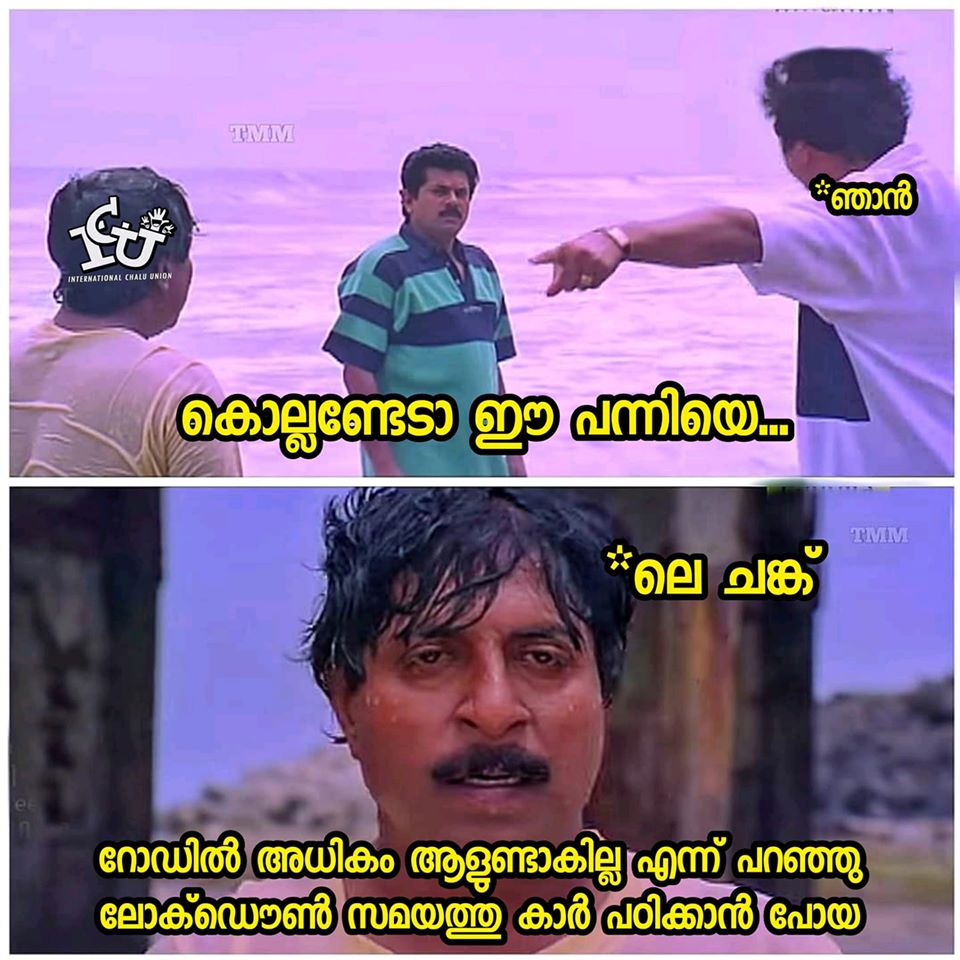 TMM
*ഞാൻ
ICU
INTERNATIONAL CHALU UNION
കൊല്ലണ്ടേടാ ഈ പന്നിയെ...
TMM
*ലെ ചങ്ക്
റോഡിൽ അധികം ആളുണ്ടാകില്ല എന്ന് പറഞ്ഞു
ലോക്ഡൌൺ സമയത്തു കാർ പഠിക്കാൻ പോയ